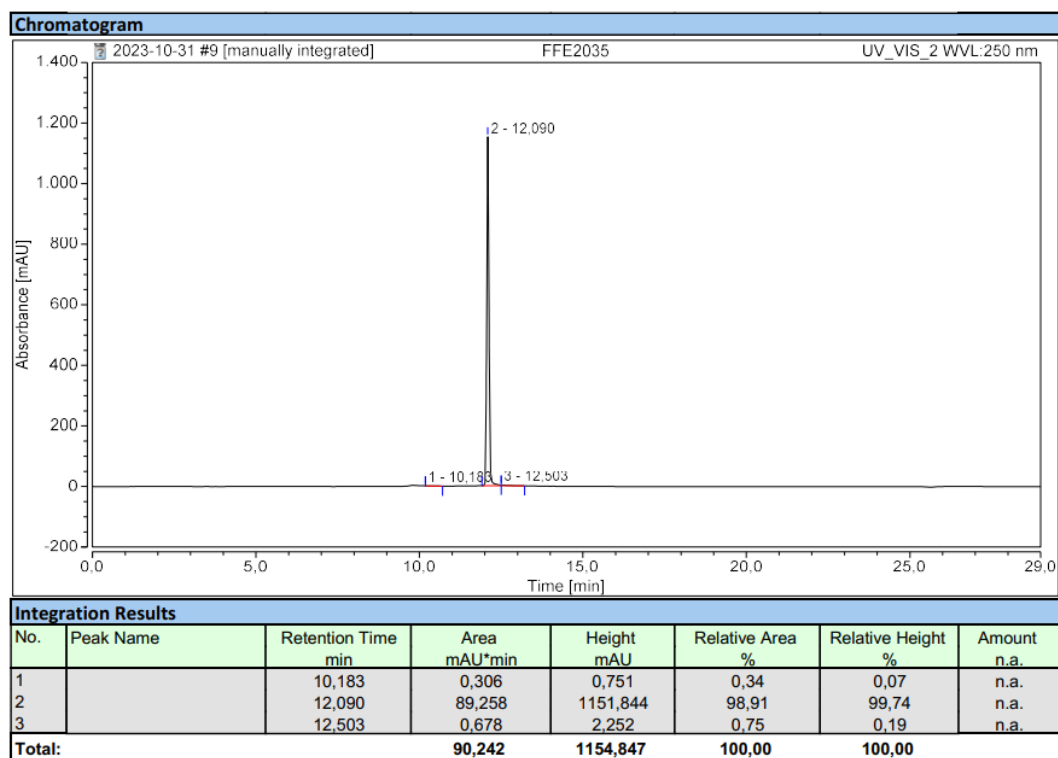 Chromatogram
2023-10-31 #9 [manually integrated] FFE2035 UV_VIS_2 WVL:250 nm
1.400
1.200
1.000
800
600
400
200
0
-200
Absorbance [mAU]
2 - 12,090
1 - 10,183
3 - 12,503
0,0 5,0 10,0 15,0 20,0 25,0 29,0
Time [min]
Integration Results
No. Peak Name Retention Time Area Height Relative Area Relative Height Amount
min mAU*min mAU % % n.a.
1 10,183 0,306 0,751 0,34 0,07 n.a.
2 12,090 89,258 1151,844 98,91 99,74 n.a.
3 12,503 0,678 2,252 0,75 0,19 n.a.
Total: 90,242 1154,847 100,00 100,00